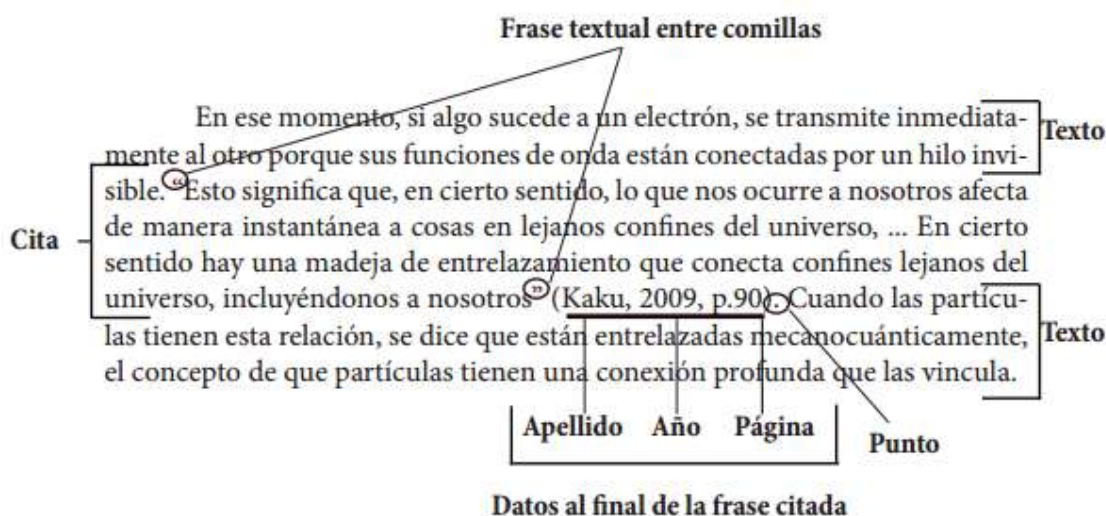 Frase textual entre comillas
En ese momento, si algo sucede a un electrón, se transmite inmediata-
mente al otro porque sus funciones de onda están conectadas por un hilo invi-
sible. “Esto significa que, en cierto sentido, lo que nos ocurre a nosotros afecta
de manera instantánea a cosas en lejanos confines del universo, ... En cierto
sentido hay una madeja de entrelazamiento que conecta confines lejanos del
universo, incluyéndonos a nosotros” (Kaku, 2009, p.90). Cuando las partícu-
las tienen esta relación, se dice que están entrelazadas mecanocuánticamente,
el concepto de que partículas tienen una conexión profunda que las vincula.
Texto
Cita
Texto
Apellido Año Página
Punto
Datos al final de la frase citada